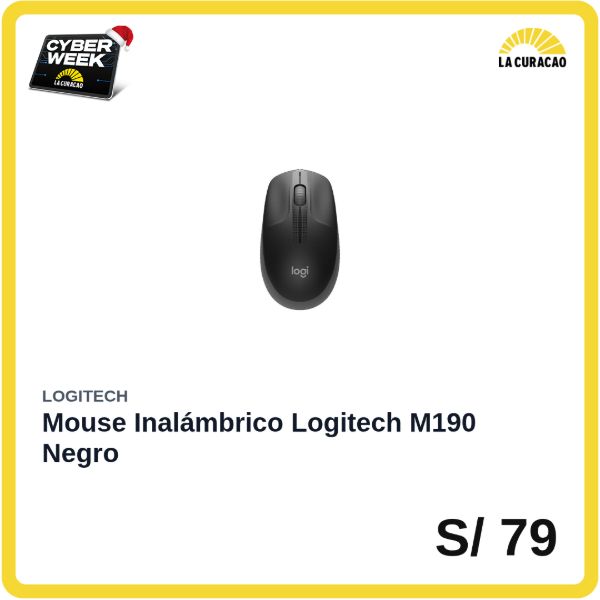 CYBER
WEEK
LA CURACAO
LA CURACAO
logi
LOGITECH
Mouse Inalámbrico Logitech M190
Negro
S/ 79